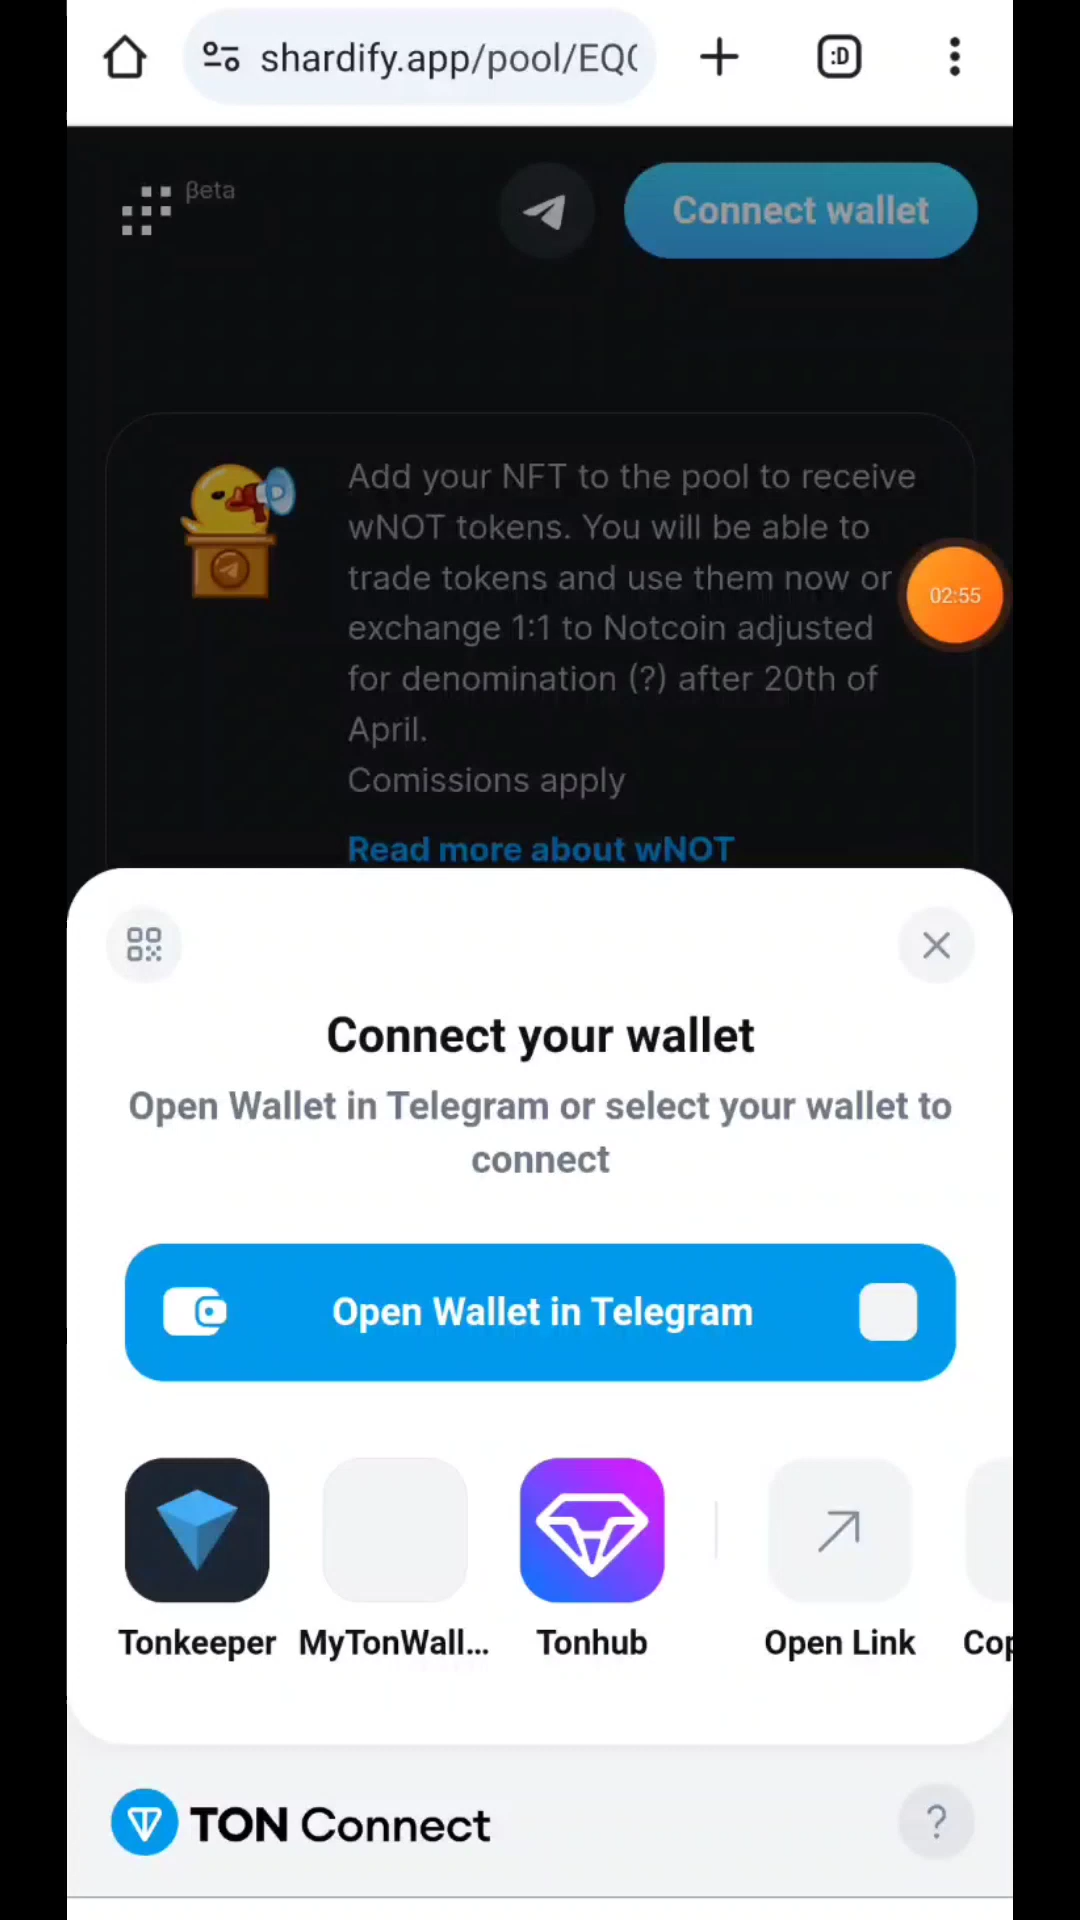 shardify.app/pool/EQ
:D
βeta
Connect wallet
Add your NFT to the pool to receive
wNOT tokens. You will be able to
trade tokens and use them now or
exchange 1:1 to Notcoin adjusted
for denomination (?) after 20th of
April.
Comissions apply
02:55
Read more about wNOT
Connect your wallet
Open Wallet in Telegram or select your wallet to
connect
Open Wallet in Telegram
Tonkeeper
MyTonWall...
Tonhub
Open Link
Cop
TON Connect
?